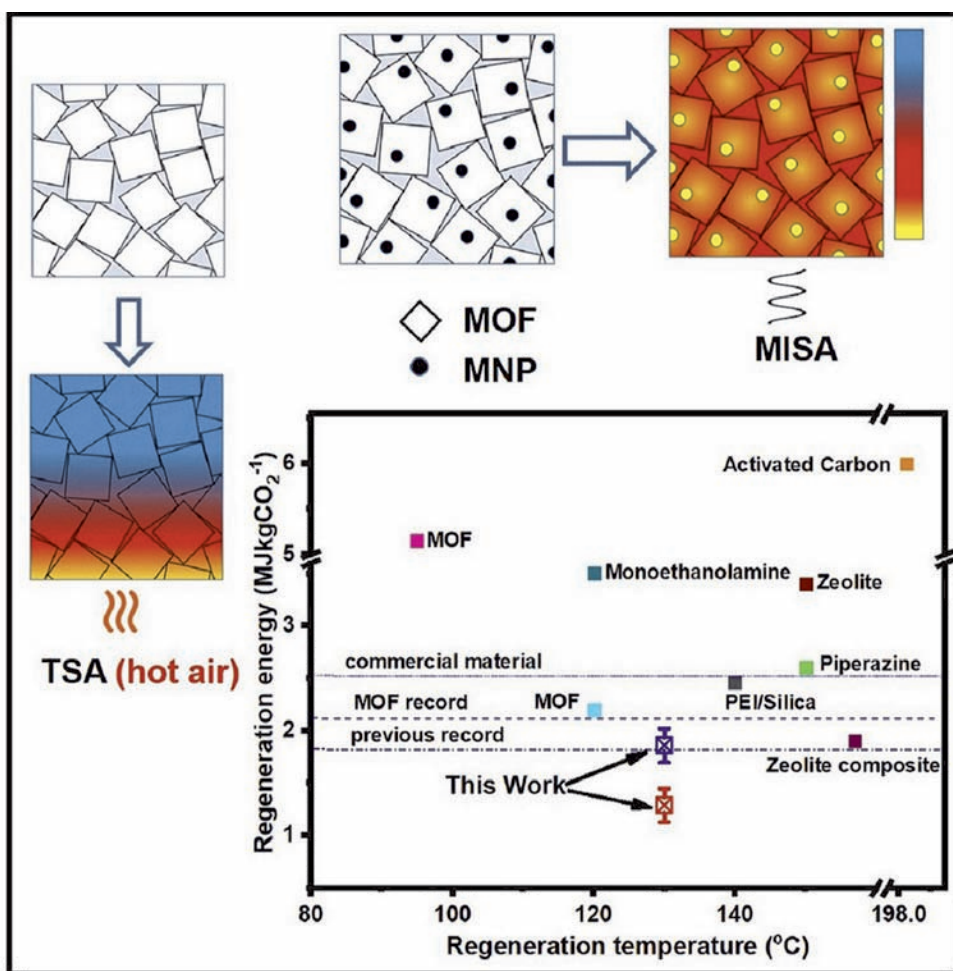 MOF
MNP
MISA
TSA (hot air)
Regeneration energy (MJkgCO₂⁻¹)
6
5
3
2
1
Activated Carbon
MOF
Monoethanolamine
Zeolite
commercial material
Piperazine
MOF record
MOF
PEI/Silica
previous record
Zeolite composite
This Work
80
100
120
140
198.0
Regeneration temperature (°C)